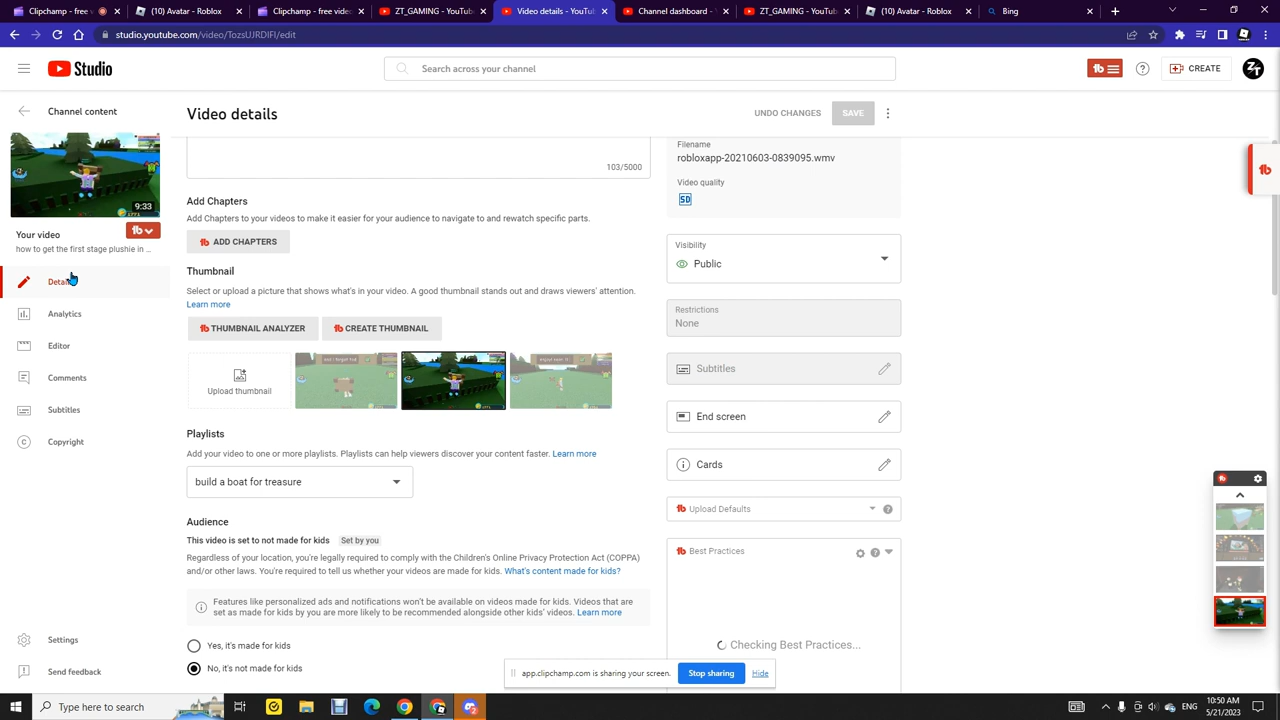 Free video
Clipchamp
ZT_GAMING - YouTub
Video details - YouTub
Channel dashboard - Y
ZT_GAMING - YouTub
(10) Avatar - Roblox
Bing
studio.youtube.com/video/TozsUJRDIFI/edit
Studio
Search across your channel
tb
CREATE
ZT
Channel content
Video details
UNDO CHANGES
SAVE
9:33
Your video
how to get the first stage plushie in ...
tb
Details
Analytics
Editor
Comments
Subtitles
Copyright
Settings
Send feedback
103/5000
Add Chapters
Add Chapters to your videos to make it easier for your audience to navigate to and rewatch specific parts.
tb ADD CHAPTERS
Thumbnail
Select or upload a picture that shows what's in your video. A good thumbnail stands out and draws viewers' attention.
Learn more
tb THUMBNAIL ANALYZER
tb CREATE THUMBNAIL
Upload thumbnail
Playlists
Add your video to one or more playlists. Playlists can help viewers discover your content faster. Learn more
build a boat for treasure
Audience
This video is set to not made for kids Set by you
Regardless of your location, you're legally required to comply with the Children's Online Privacy Protection Act (COPPA)
and/or other laws. You're required to tell us whether your videos are made for kids. What's content made for kids?
Features like personalized ads and notifications won't be available on videos made for kids. Videos that are
set as made for kids by you are more likely to be recommended alongside other kids' videos. Learn more
Yes, it's made for kids
No, it's not made for kids
Filename
robloxapp-20210603-0839095.wmv
Video quality
SD
Visibility
Public
Restrictions
None
Subtitles
End screen
Cards
tb Upload Defaults
tb Best Practices
Checking Best Practices...
app.clipchamp.com is sharing your screen.
Stop sharing
Hide
Type here to search
ENG
10:50 AM
5/21/2023